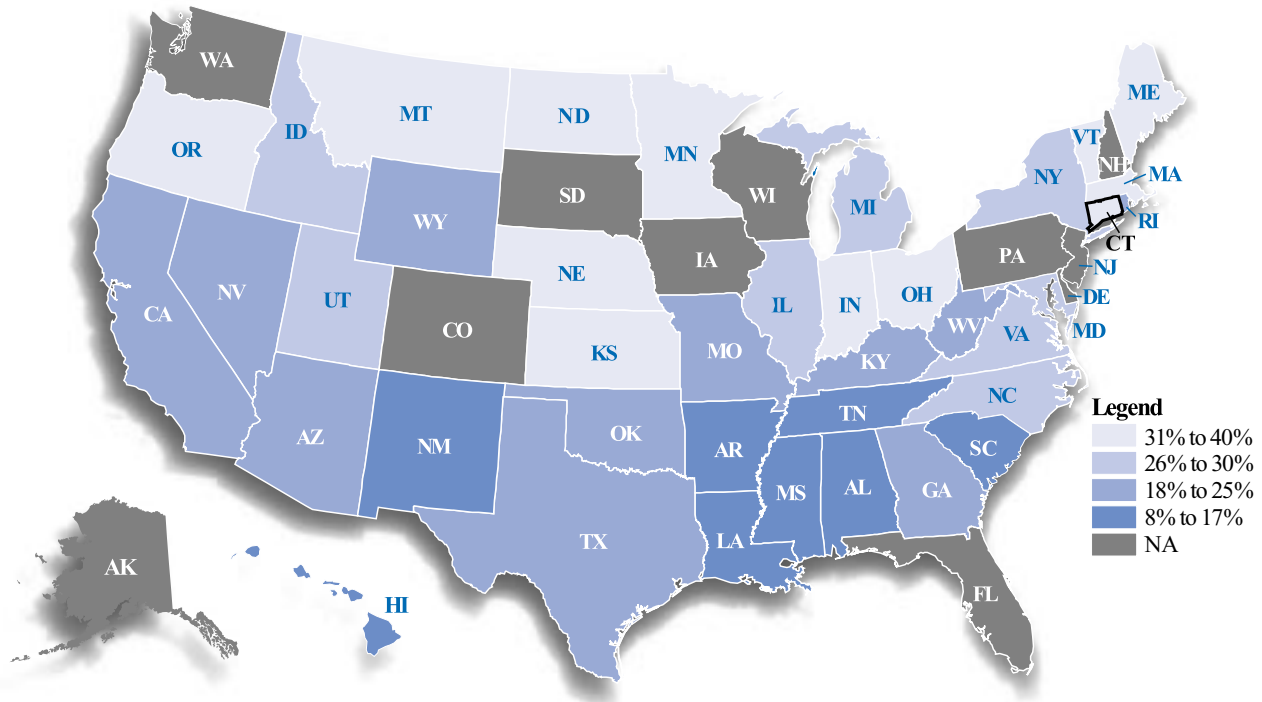 WA
ME
MT
ND
VT
ID
OR
MN
NH
MA
NY
SD
WI
MI
WY
RI
CT
PA
IA
NJ
NE
NV
UT
OH
DE
IL
IN
CA
CO
WV
VA
MD
MO
KS
KY
NC
Legend
TN
31% to 40%
AZ
NM
OK
AR
SC
26% to 30%
MS
AL
GA
18% to 25%
8% to 17%
TX
LA
NA
AK
FL
HI